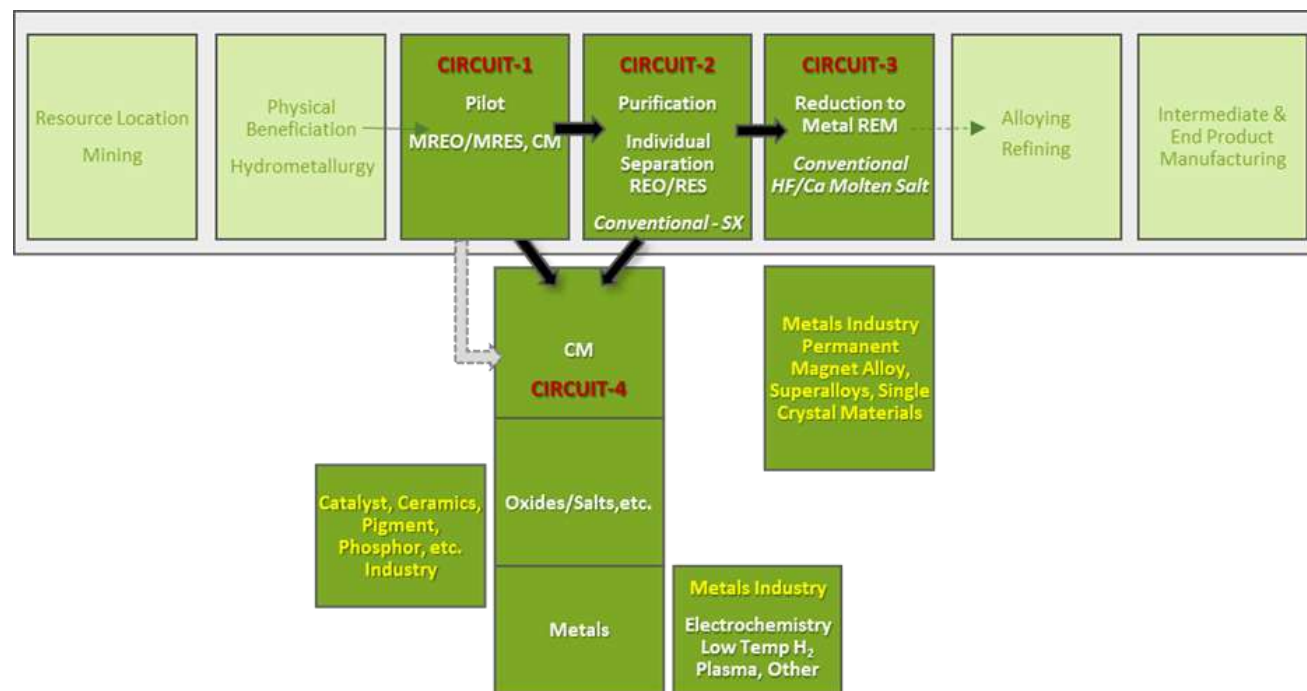 Resource Location
Mining
Physical
Beneficiation
Hydrometallurgy
CIRCUIT-1
Pilot
MREO/MRES, CM
CIRCUIT-2
Purification
Individual
Separation
REO/RES
Conventional - SX
CIRCUIT-3
Reduction to
Metal REM
Conventional
HF/Ca Molten Salt
Alloying
Refining
Intermediate &
End Product
Manufacturing
CM
CIRCUIT-4
Metals Industry
Permanent
Magnet Alloy,
Superalloys, Single
Crystal Materials
Catalyst, Ceramics,
Pigment,
Phosphor, etc.
Industry
Oxides/Salts,etc.
Metals
Metals Industry
Electrochemistry
Low Temp H₂
Plasma, Other